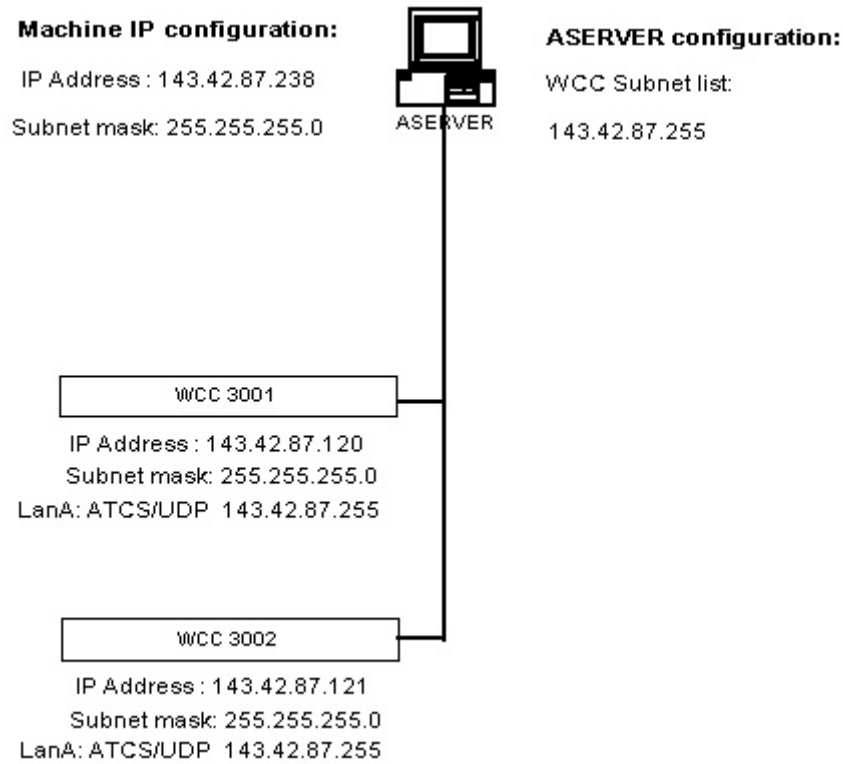 Machine IP configuration:
IP Address : 143.42.87.238
Subnet mask: 255.255.255.0
ASERVER
ASERVER configuration:
WCC Subnet list:
143.42.87.255
WCC 3001
IP Address : 143.42.87.120
Subnet mask: 255.255.255.0
LanA: ATCS/UDP 143.42.87.255
WCC 3002
IP Address : 143.42.87.121
Subnet mask: 255.255.255.0
LanA: ATCS/UDP 143.42.87.255